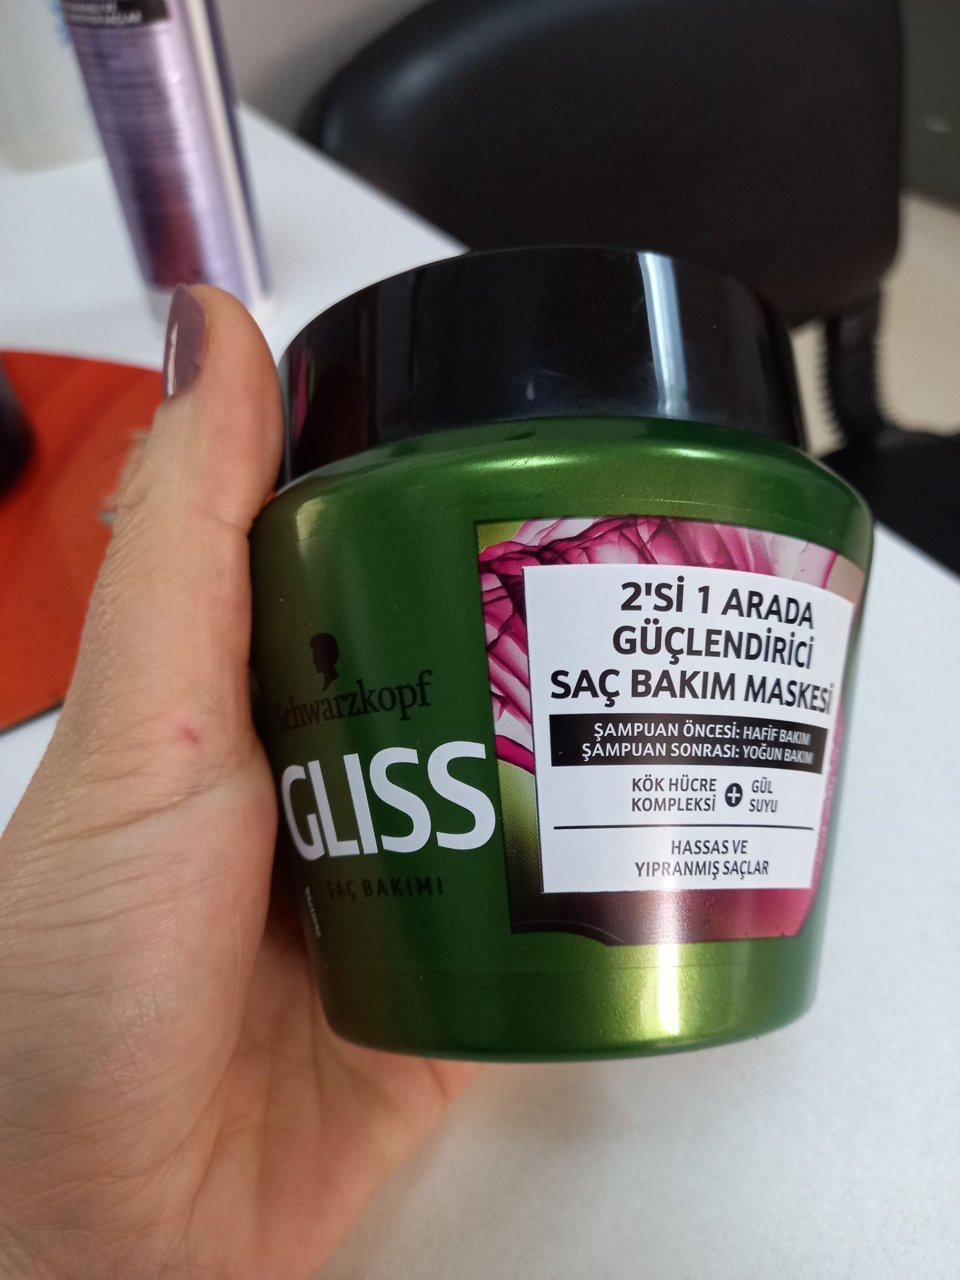 Schwarzkopf
GLISS
SAÇ BAKIMI
2'Sİ 1 ARADA
GÜÇLENDİRİCİ
SAÇ BAKIM MASKESİ
ŞAMPUAN ÖNCESİ: HAFİF BAKIM
ŞAMPUAN SONRASI: YOĞUN BAKIM
KÖK HÜCRE
KOMPLEKSİ
+
GÜL
SUYU
HASSAS VE
YIPRANMIŞ SAÇLAR